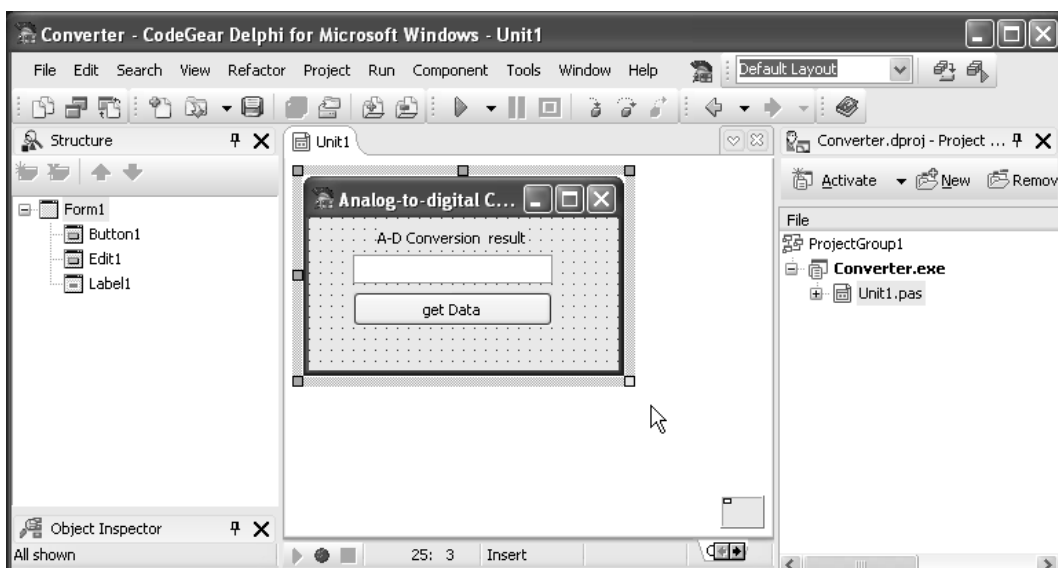 Converter - CodeGear Delphi for Microsoft Windows - Unit1
File Edit Search View Refactor Project Run Component Tools Window Help
Default Layout
Structure
Unit1
Converter.dproj - Project ...
Activate New Remov
Form1
Button1
Edit1
Label1
Analog-to-digital C...
A-D Conversion result
get Data
File
ProjectGroup1
Converter.exe
Unit1.pas
Object Inspector
All shown
25: 3 Insert